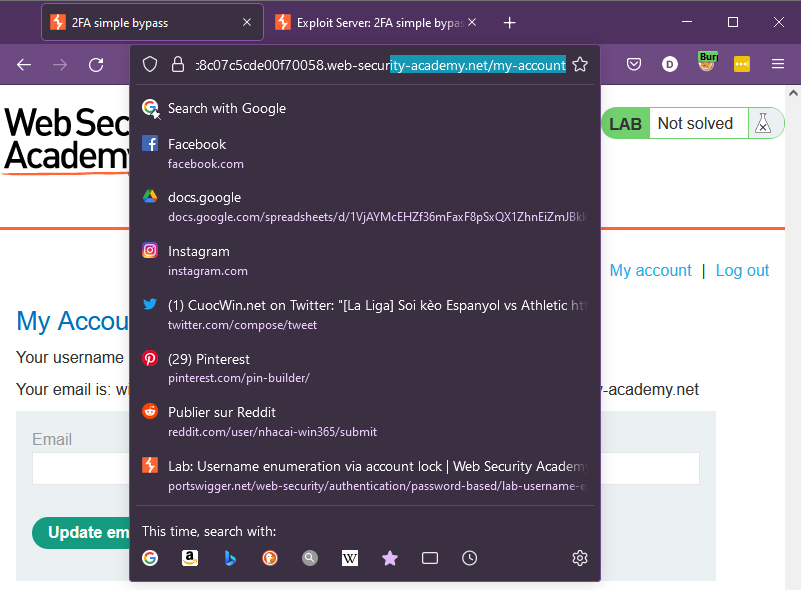 2FA simple bypass
Exploit Server: 2FA simple bypas
:8c07c5cde00f70058.web-security-academy.net/my-account
D
Burp
Web Sec
Academy
LAB
Not solved
Search with Google
Facebook
facebook.com
docs.google
docs.google.com/spreadsheets/d/1VjAYMcEHZf36mFaxF8pSxQX1ZhnEiZmJBkk
Instagram
instagram.com
(1) CuocWin.net on Twitter: "[La Liga] Soi kèo Espanyol vs Athletic htt
twitter.com/compose/tweet
(29) Pinterest
pinterest.com/pin-builder/
Publier sur Reddit
reddit.com/user/nhacai-win365/submit
Lab: Username enumeration via account lock | Web Security Academ
portswigger.net/web-security/authentication/password-based/lab-username-e
This time, search with:
My account | Log out
My Accou
Your username
Your email is: wi
y-academy.net
Email
Update em